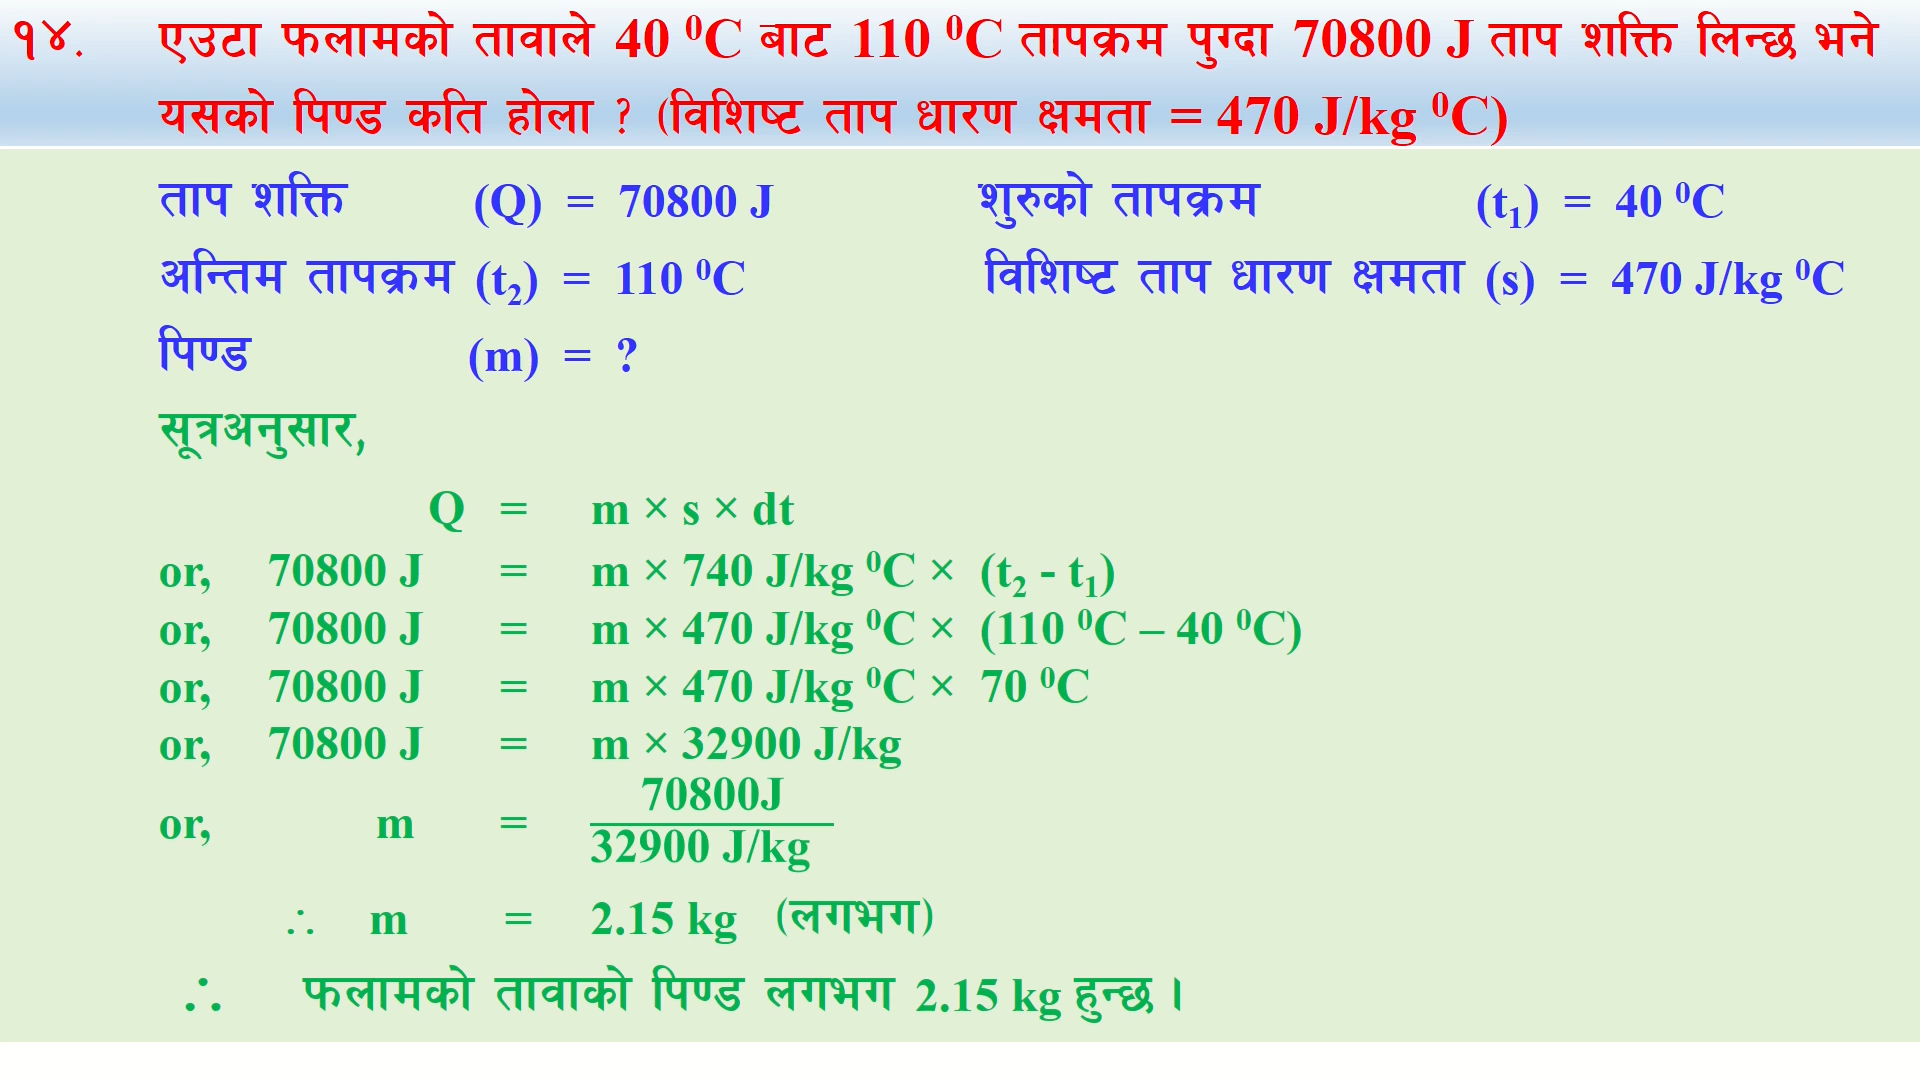 १४. एउटा फलामको तावाले 40 ⁰C बाट 110 ⁰C तापक्रम पुग्दा 70800 J ताप शक्ति लिन्छ भने
यसको पिण्ड कति होला ? (विशिष्ट ताप धारण क्षमता = 470 J/kg ⁰C)
ताप शक्ति (Q) = 70800 J शुरुको तापक्रम (t₁) = 40 ⁰C
अन्तिम तापक्रम (t₂) = 110 ⁰C विशिष्ट ताप धारण क्षमता (s) = 470 J/kg ⁰C
पिण्ड (m) = ?
सूत्रअनुसार,
Q = m × s × dt
or, 70800 J = m × 740 J/kg ⁰C × (t₂ - t₁)
or, 70800 J = m × 470 J/kg ⁰C × (110 ⁰C – 40 ⁰C)
or, 70800 J = m × 470 J/kg ⁰C × 70 ⁰C
or, 70800 J = m × 32900 J/kg
70800J
or, m =
32900 J/kg
∴ m = 2.15 kg (लगभग)
∴ फलामको तावाको पिण्ड लगभग 2.15 kg हुन्छ ।